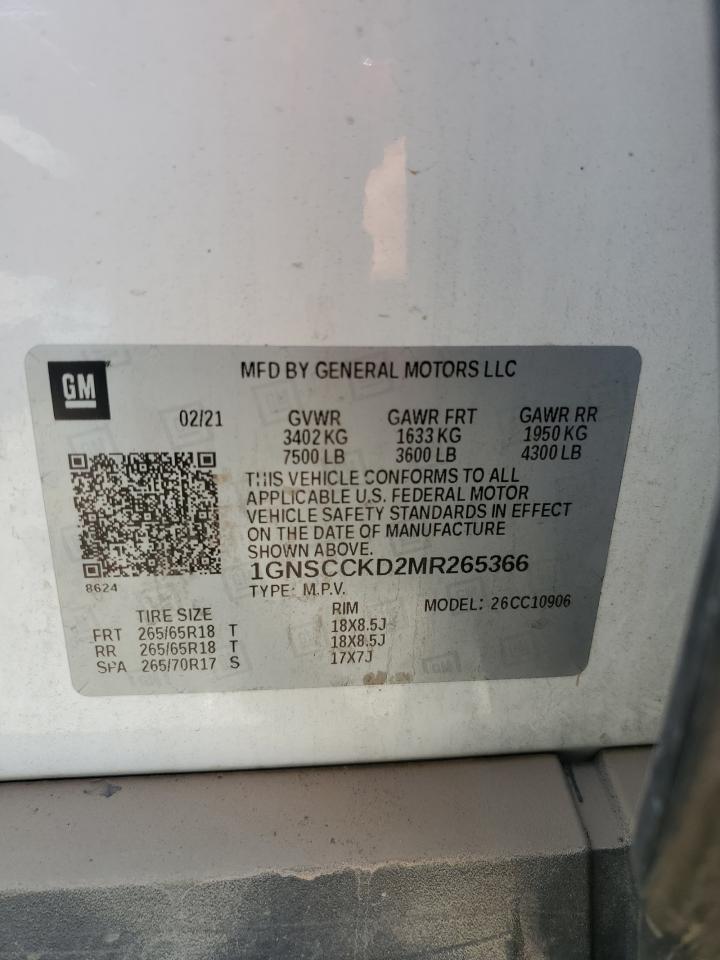 GM
MFD BY GENERAL MOTORS LLC
02/21 GVWR GAWR FRT GAWR RR
3402 KG 1633 KG 1950 KG
7500 LB 3600 LB 4300 LB
THIS VEHICLE CONFORMS TO ALL
APPLICABLE U.S. FEDERAL MOTOR
VEHICLE SAFETY STANDARDS IN EFFECT
ON THE DATE OF MANUFACTURE
SHOWN ABOVE.
1GNSCCKD2MR265366
8624
TYPE: M.P.V. MODEL: 26CC10906
TIRE SIZE RIM
FRT 265/65R18 T 18X8.5J
RR 265/65R18 T 18X8.5J
SPA 265/70R17 S 17X7J